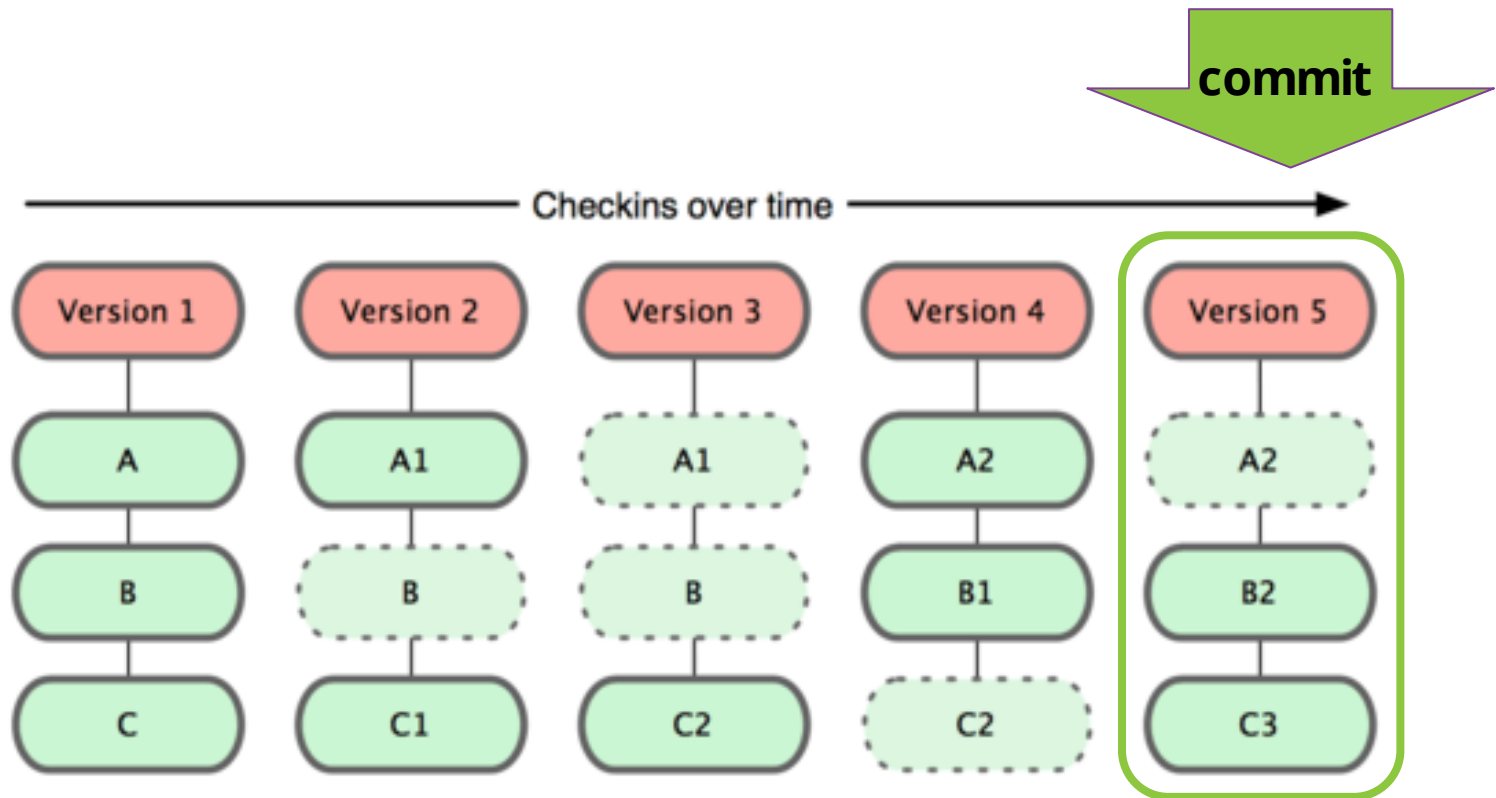 commit
Checkins over time
Version 1 Version 2 Version 3 Version 4 Version 5
A A1 A1 A2 A2
B B B B1 B2
C C1 C2 C2 C3